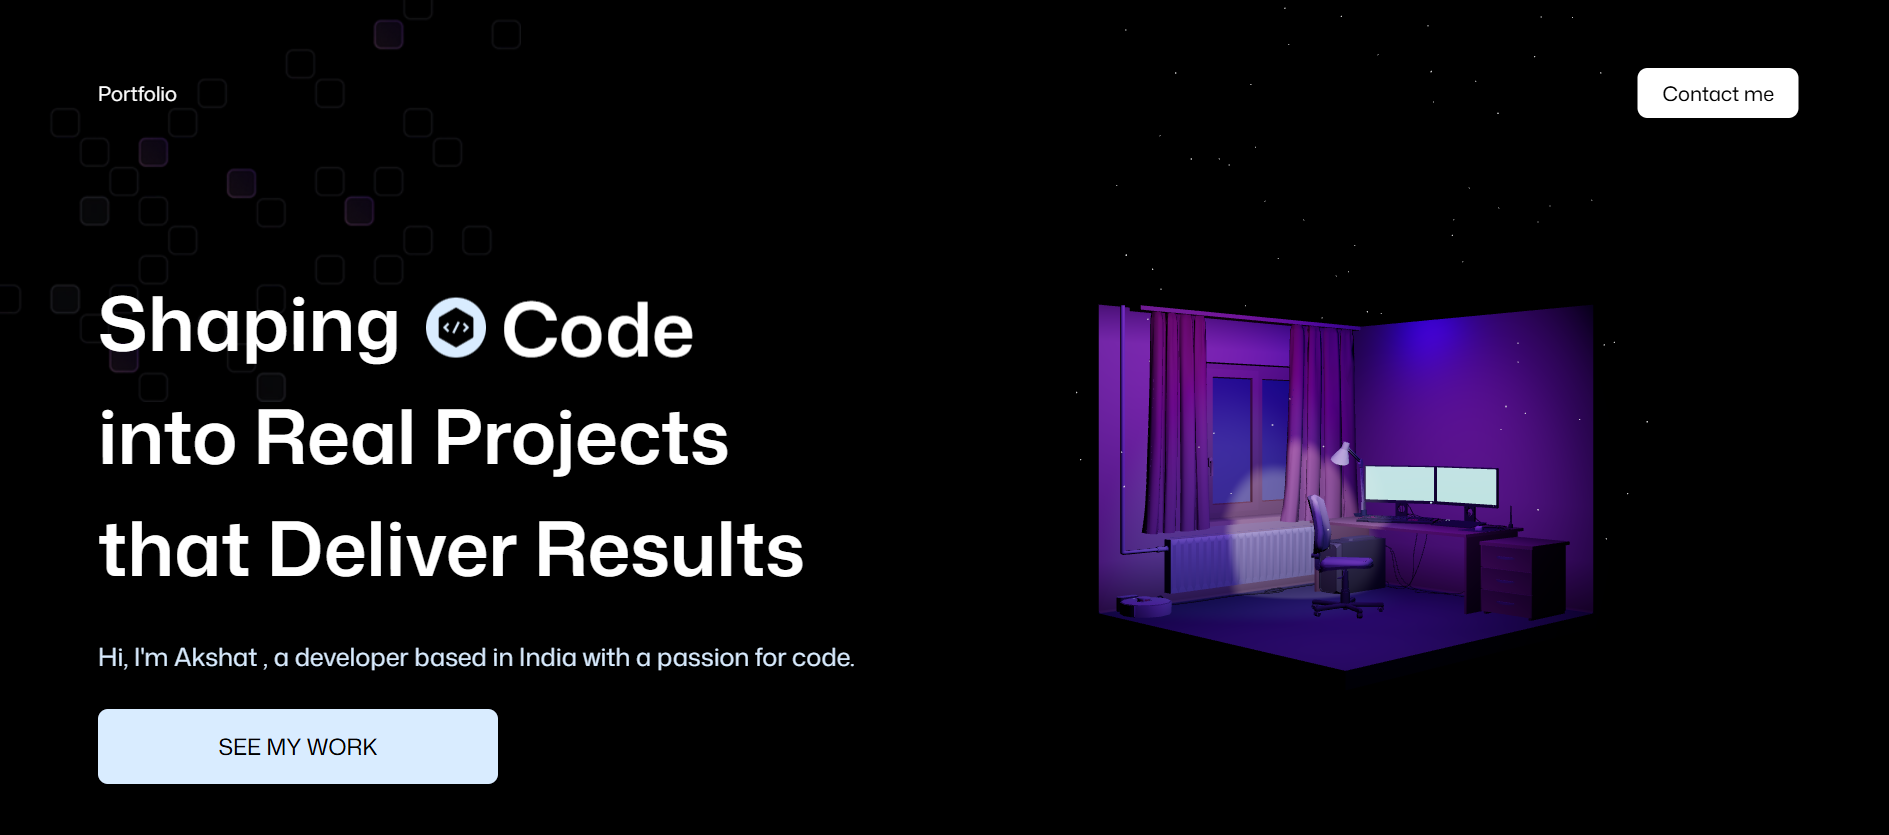 Portfolio
Contact me
Shaping </> Code
into Real Projects
that Deliver Results
Hi, I'm Akshat , a developer based in India with a passion for code.
SEE MY WORK